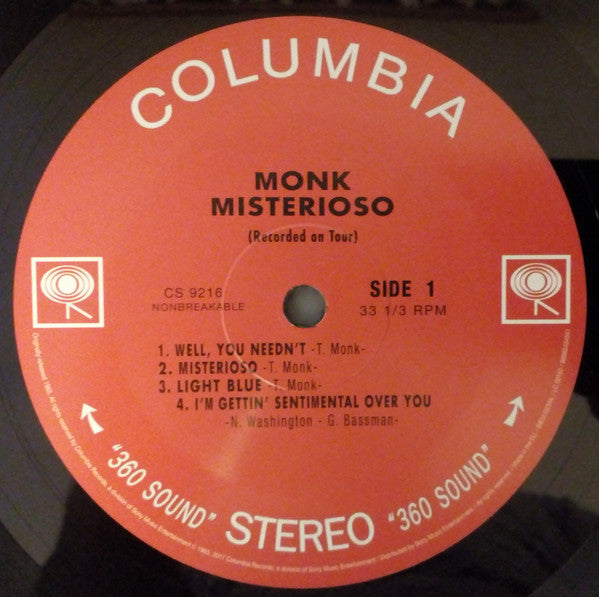 COLUMBIA
MONK
MISTERIOSO
(Recorded on Tour)
CS 9216
NONBREAKABLE
SIDE 1
33 1/3 RPM
1. WELL, YOU NEEDN'T -T. Monk-
2. MISTERIOSO -T. Monk-
3. LIGHT BLUE -T. Monk-
4. I'M GETTIN' SENTIMENTAL OVER YOU
-N. Washington - G. Bassman-
"360 SOUND" STEREO "360 SOUND"